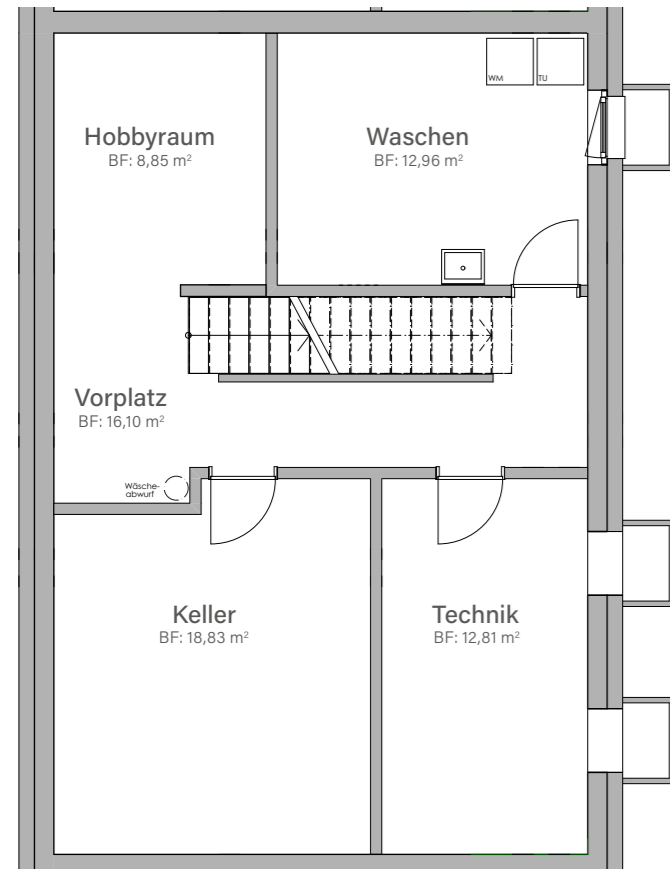 WM
TU
Hobbyraum
BF: 8,85 m²
Waschen
BF: 12,96 m²
Vorplatz
BF: 16,10 m²
Wäsche-
abwurf
Keller
BF: 18,83 m²
Technik
BF: 12,81 m²